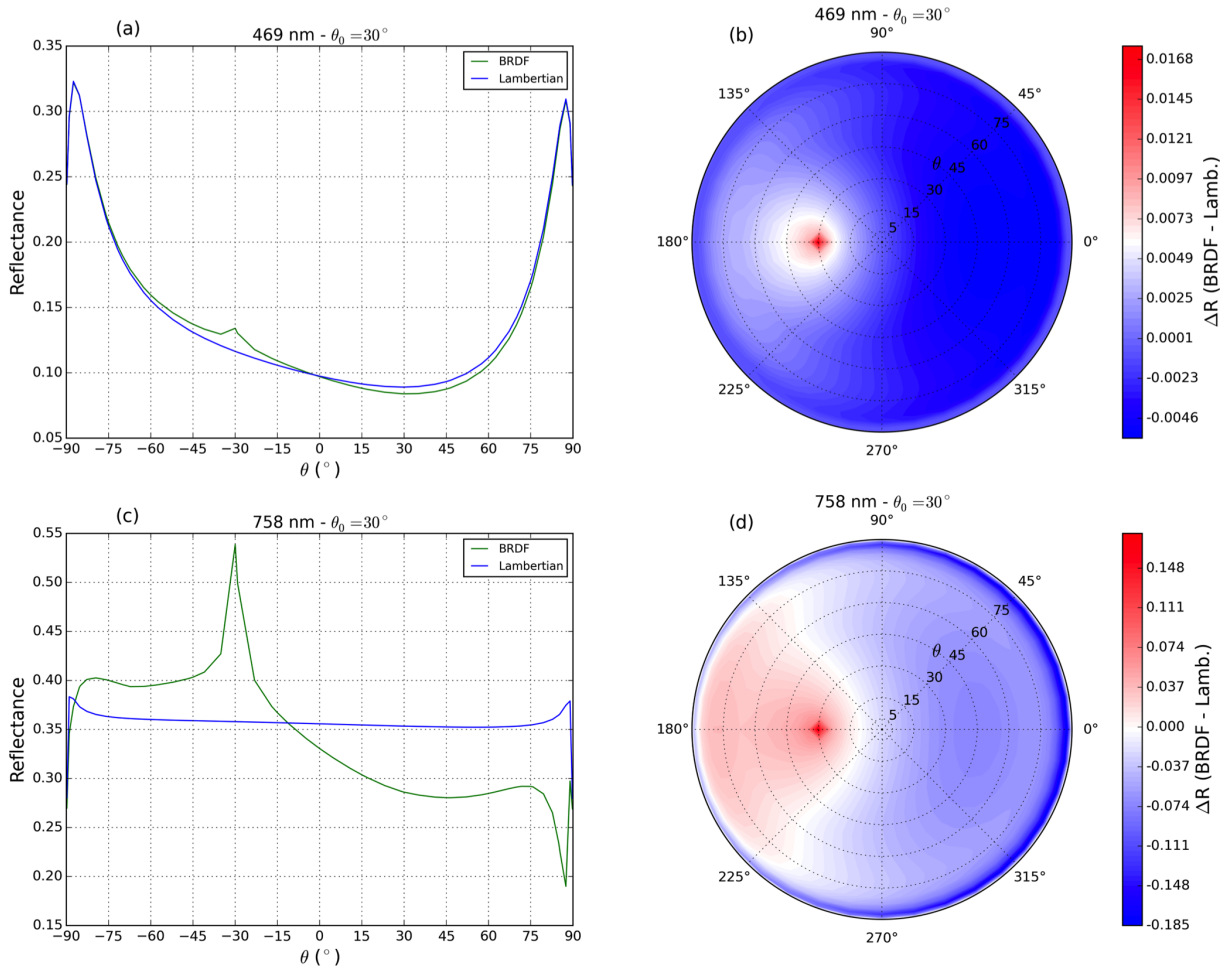 (a)
469 nm - θ₀ =30°
0.35
0.30
0.25
0.20
0.15
0.10
0.05
Reflectance
BRDF
Lambertian
−90 −75 −60 −45 −30 −15 0 15 30 45 60 75 90
θ (°)
(b)
469 nm - θ₀ =30°
90°
135° 45°
180° 0°
225° 315°
270°
75
60
θ 45
30
15
5
0.0168
0.0145
0.0121
0.0097
0.0073
0.0049
0.0025
0.0001
-0.0023
-0.0046
ΔR (BRDF - Lamb.)
(c)
758 nm - θ₀ =30°
0.55
0.50
0.45
0.40
0.35
0.30
0.25
0.20
0.15
Reflectance
BRDF
Lambertian
−90 −75 −60 −45 −30 −15 0 15 30 45 60 75 90
θ (°)
(d)
758 nm - θ₀ =30°
90°
135° 45°
180° 0°
225° 315°
270°
75
60
θ 45
30
15
5
0.148
0.111
0.074
0.037
0.000
-0.037
-0.074
-0.111
-0.148
-0.185
ΔR (BRDF - Lamb.)